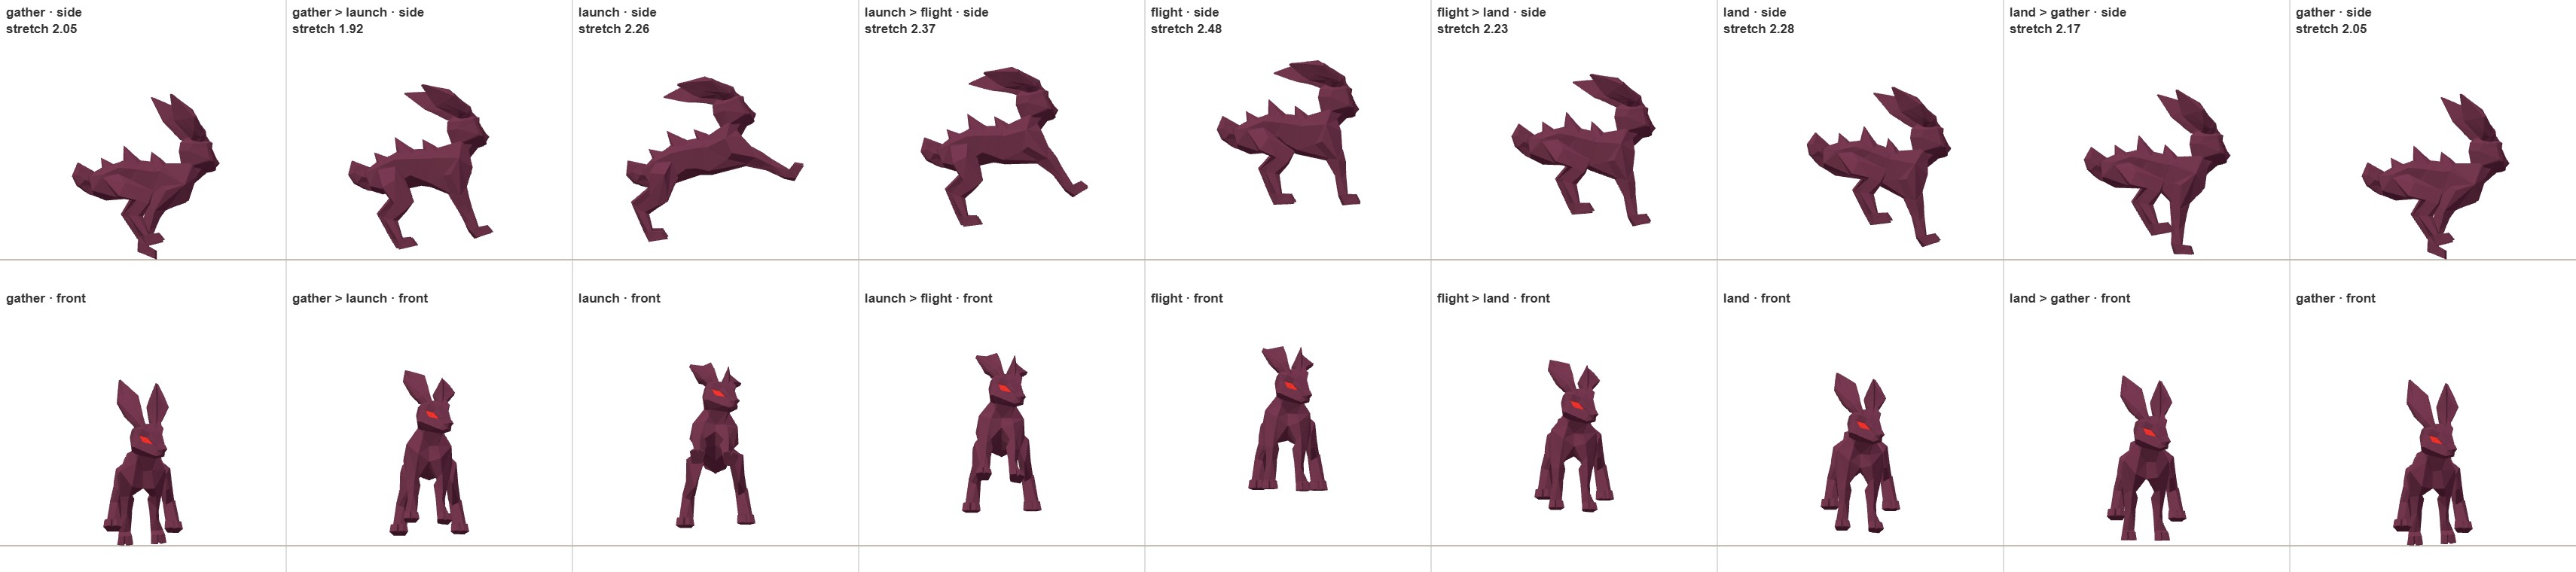 gather · side
stretch 2.05
gather > launch · side
stretch 1.92
launch · side
stretch 2.26
launch > flight · side
stretch 2.37
flight · side
stretch 2.48
flight > land · side
stretch 2.23
land · side
stretch 2.28
land > gather · side
stretch 2.17
gather · side
stretch 2.05
gather · front
gather > launch · front
launch · front
launch > flight · front
flight · front
flight > land · front
land · front
land > gather · front
gather · front